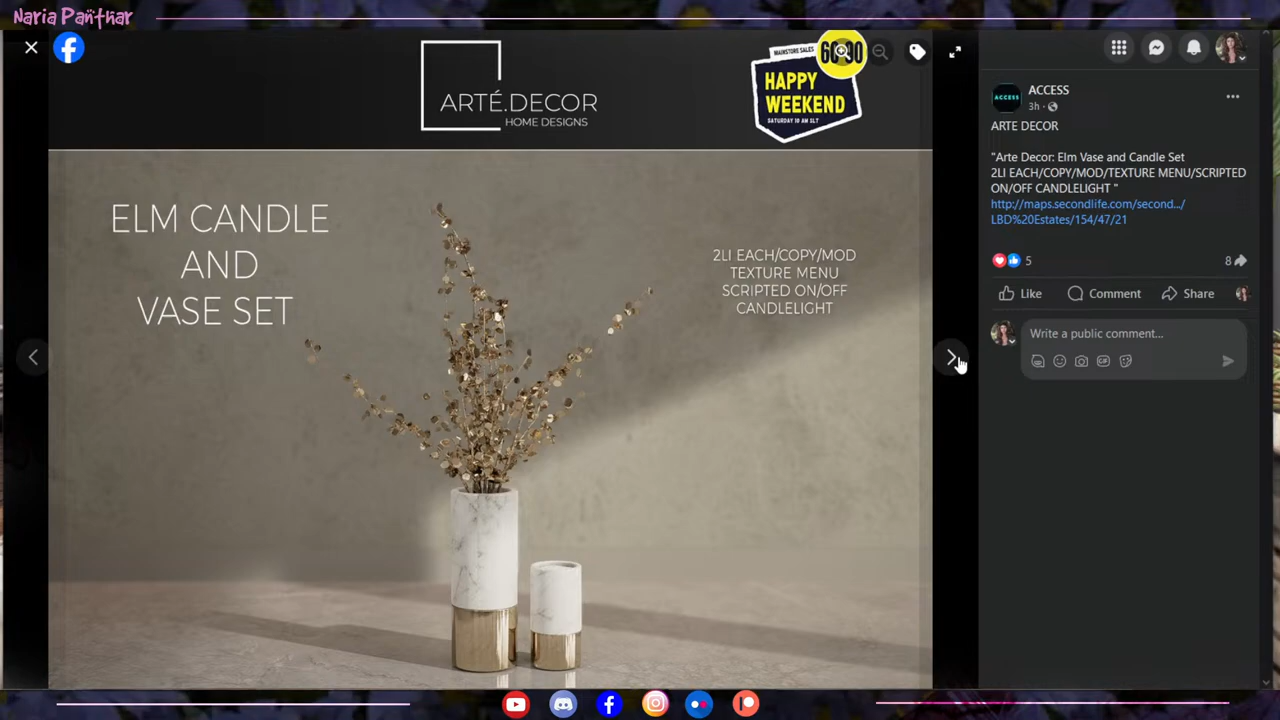 Naria Panthar
ARTÉ.DECOR
HOME DESIGNS
MAINSTORE SALES
HAPPY
WEEKEND
SATURDAY 10 AM SLT
ELM CANDLE
AND
VASE SET
2LI EACH/COPY/MOD
TEXTURE MENU
SCRIPTED ON/OFF
CANDLELIGHT
ACCESS
ACCESS
3h ·
ARTE DECOR
"Arte Decor: Elm Vase and Candle Set
2LI EACH/COPY/MOD/TEXTURE MENU/SCRIPTED
ON/OFF CANDLELIGHT "
http://maps.secondlife.com/second.../
LBD%20Estates/154/47/21
5
8
Like
Comment
Share
Write a public comment...
GIF